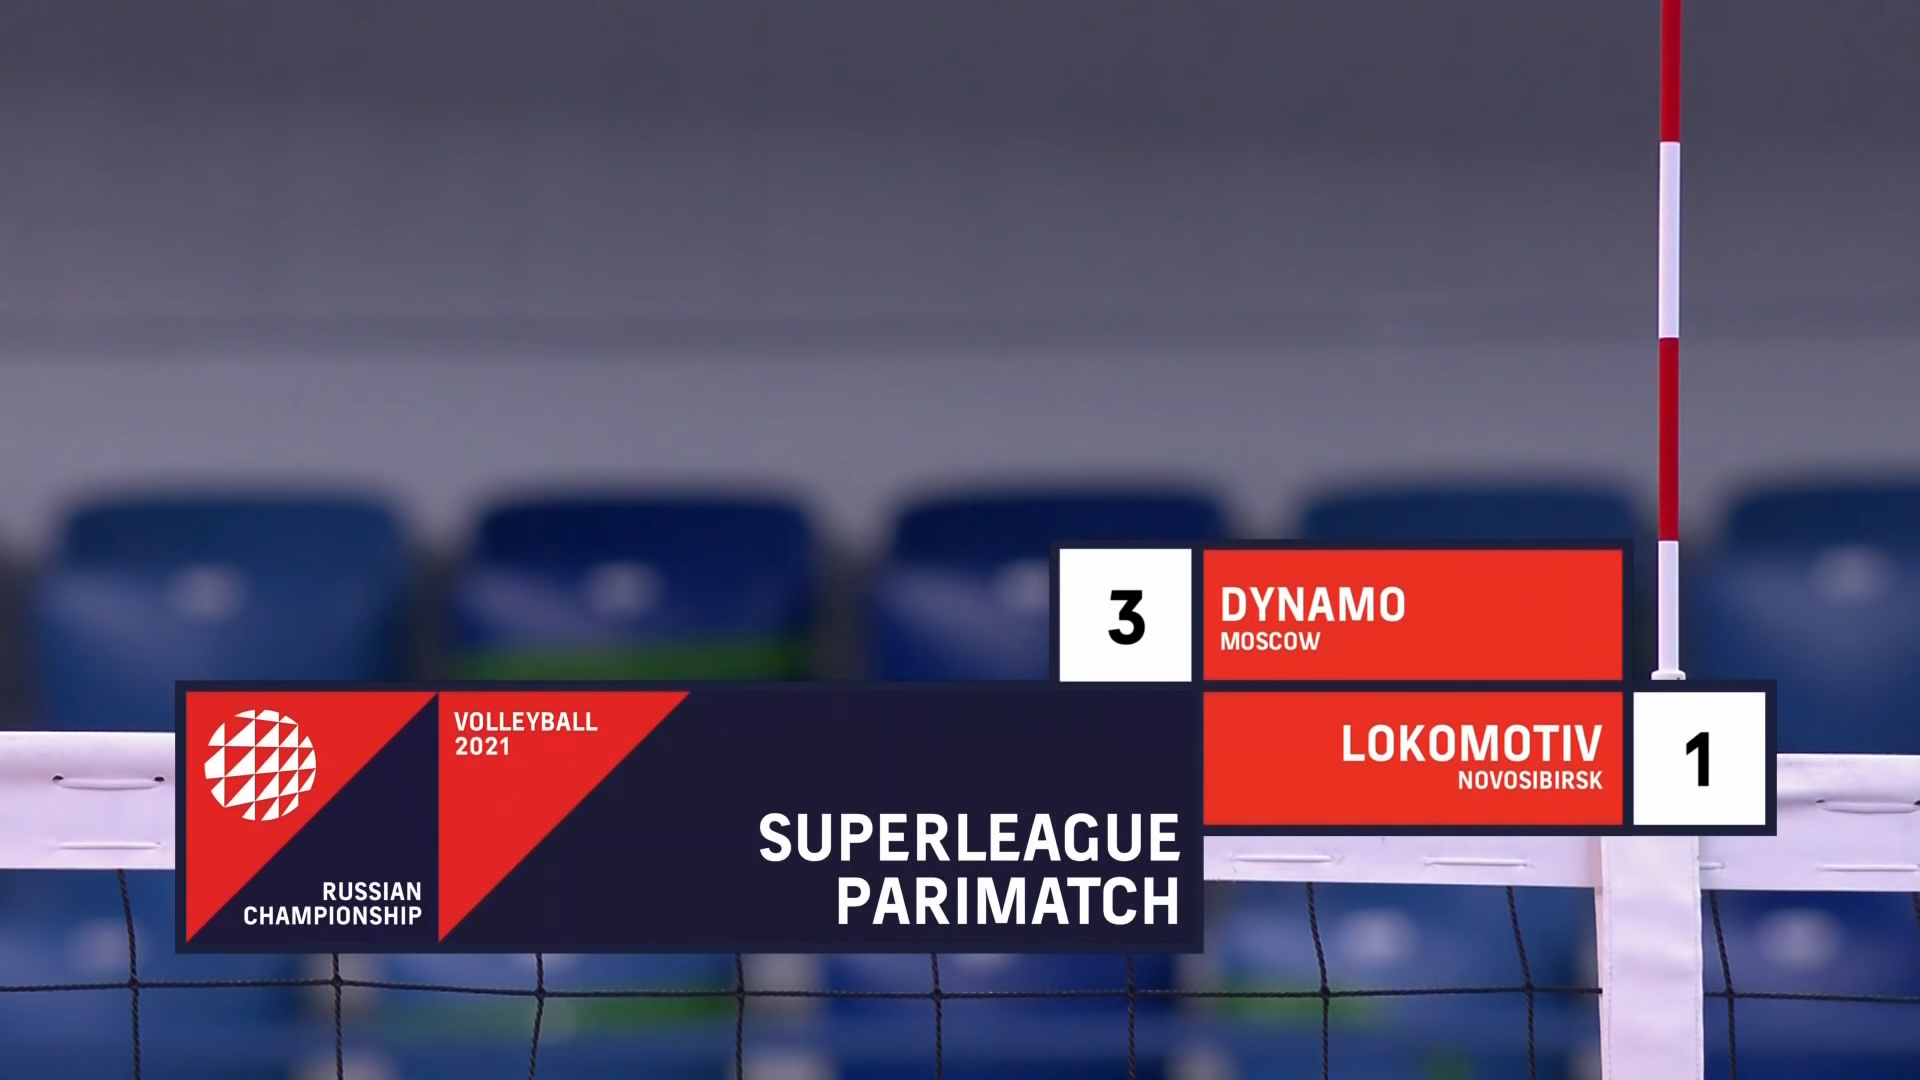 3
DYNAMO
MOSCOW
LOKOMOTIV
NOVOSIBIRSK
1
VOLLEYBALL
2021
RUSSIAN
CHAMPIONSHIP
SUPERLEAGUE
PARIMATCH